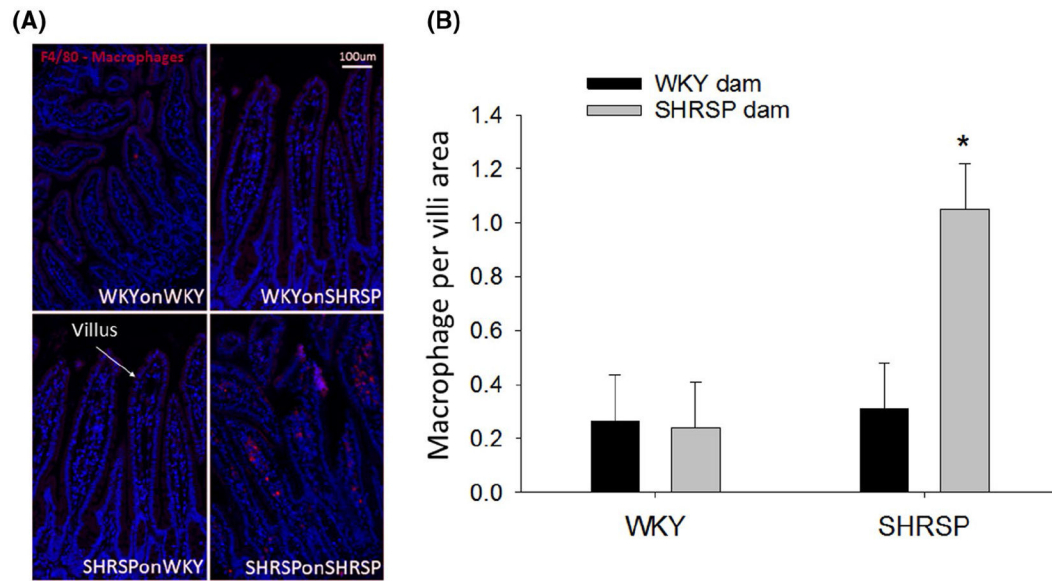 (A)
F4/80 - Macrophages
100um
WKYonWKY
WKYonSHRSP
Villus
SHRSPonWKY
SHRSPonSHRSP
(B)
WKY dam
SHRSP dam
Macrophage per villi area
1.4
1.2
1.0
0.8
0.6
0.4
0.2
0.0
*
WKY
SHRSP